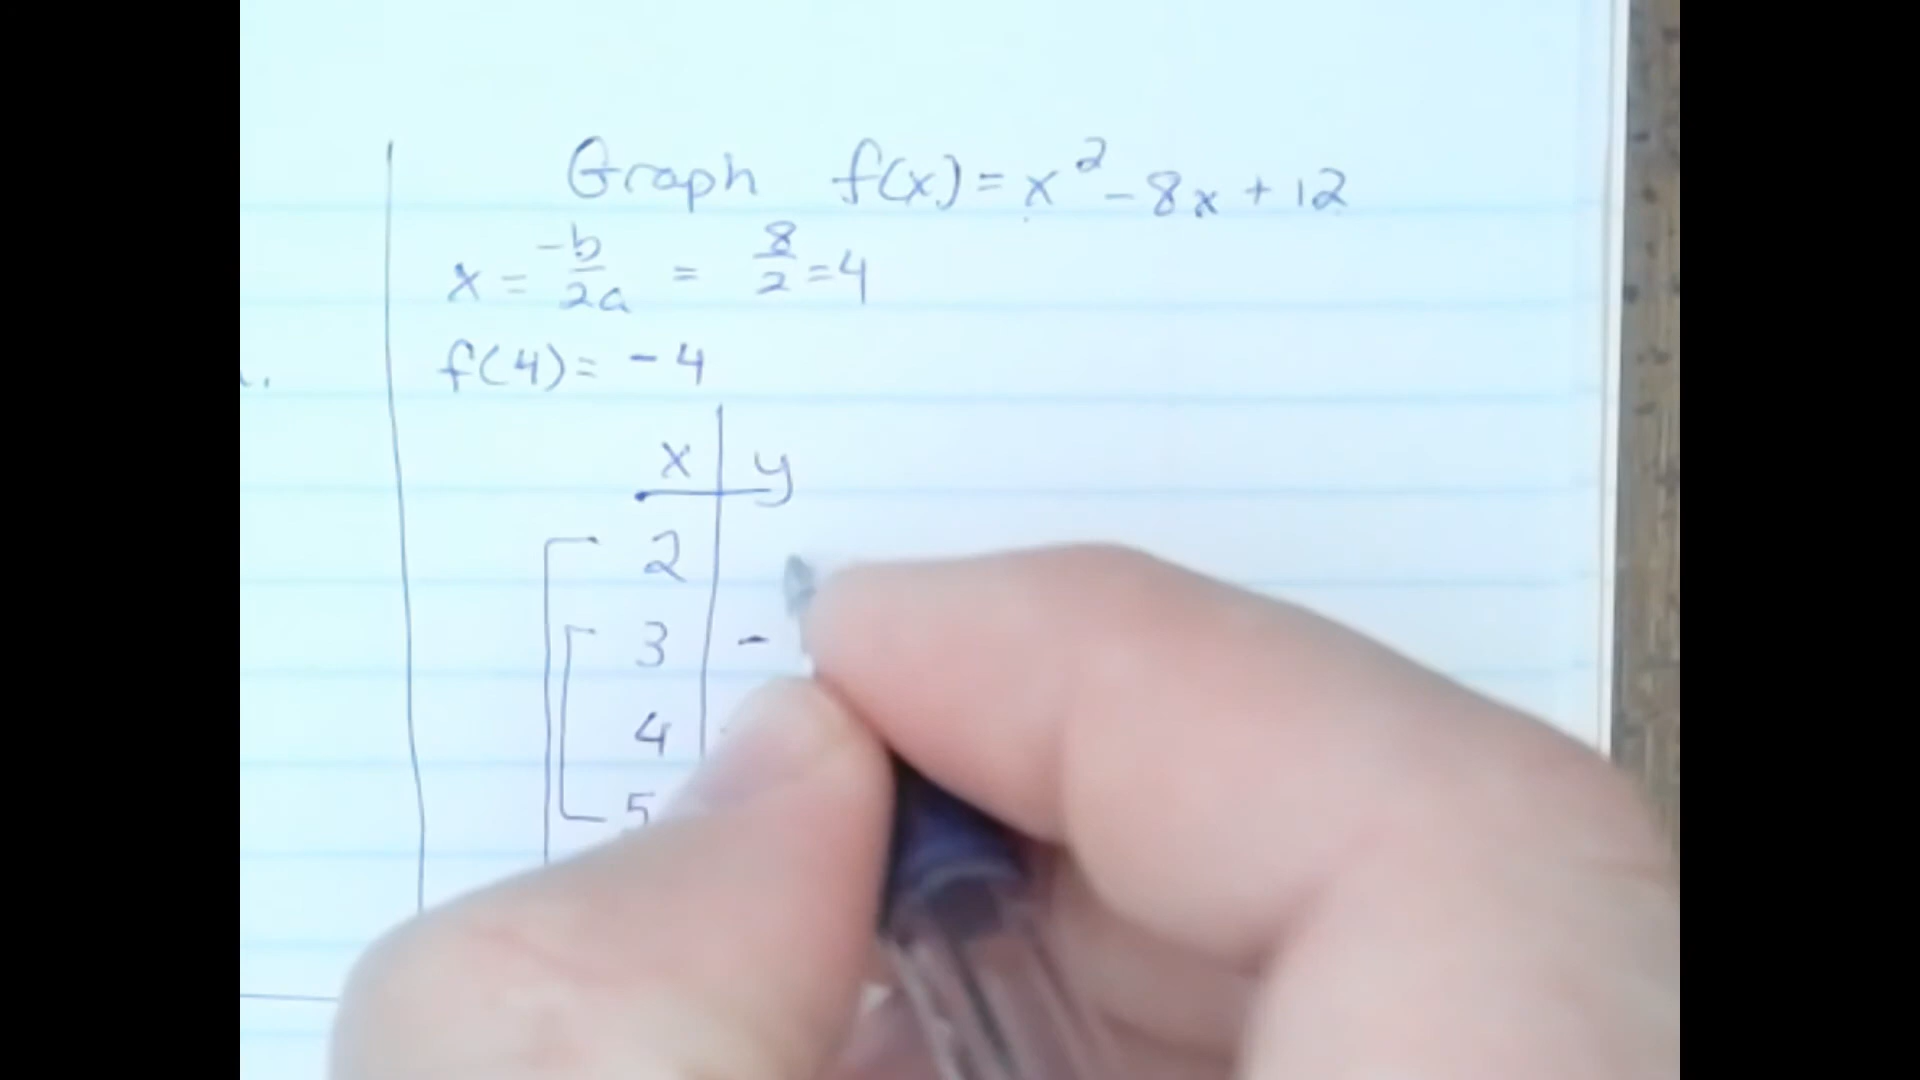 Graph f(x) = x² - 8x + 12
x = -b/2a = 8/2 = 4
f(4) = -4
x y
2
3 -
4
5